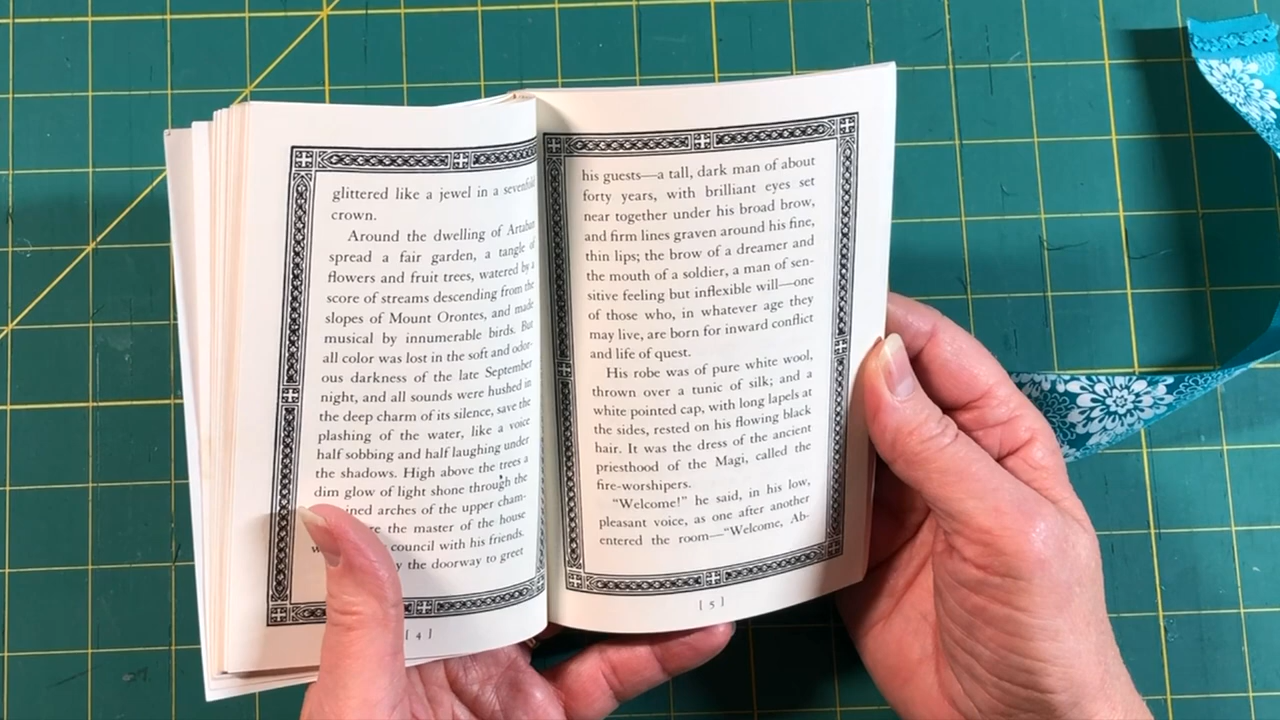 glittered like a jewel in a sevenfold
crown.
Around the dwelling of Artaban
spread a fair garden, a tangle of
flowers and fruit trees, watered by a
score of streams descending from the
slopes of Mount Orontes, and made
musical by innumerable birds. But
all color was lost in the soft and odor-
ous darkness of the late September
night, and all sounds were hushed in
the deep charm of its silence, save the
plashing of the water, like a voice
half sobbing and half laughing under
the shadows. High above the trees a
dim glow of light shone through the
ined arches of the upper cham-
re the master of the house
council with his friends.
y the doorway to greet
[ 4 ]
his guests—a tall, dark man of about
forty years, with brilliant eyes set
near together under his broad brow,
and firm lines graven around his fine,
thin lips; the brow of a dreamer and
the mouth of a soldier, a man of sen-
sitive feeling but inflexible will—one
of those who, in whatever age they
may live, are born for inward conflict
and life of quest.
His robe was of pure white wool,
thrown over a tunic of silk; and a
white pointed cap, with long lapels at
the sides, rested on his flowing black
hair. It was the dress of the ancient
priesthood of the Magi, called the
fire-worshipers.
"Welcome!" he said, in his low,
pleasant voice, as one after another
entered the room—"Welcome, Ab-
[ 5 ]